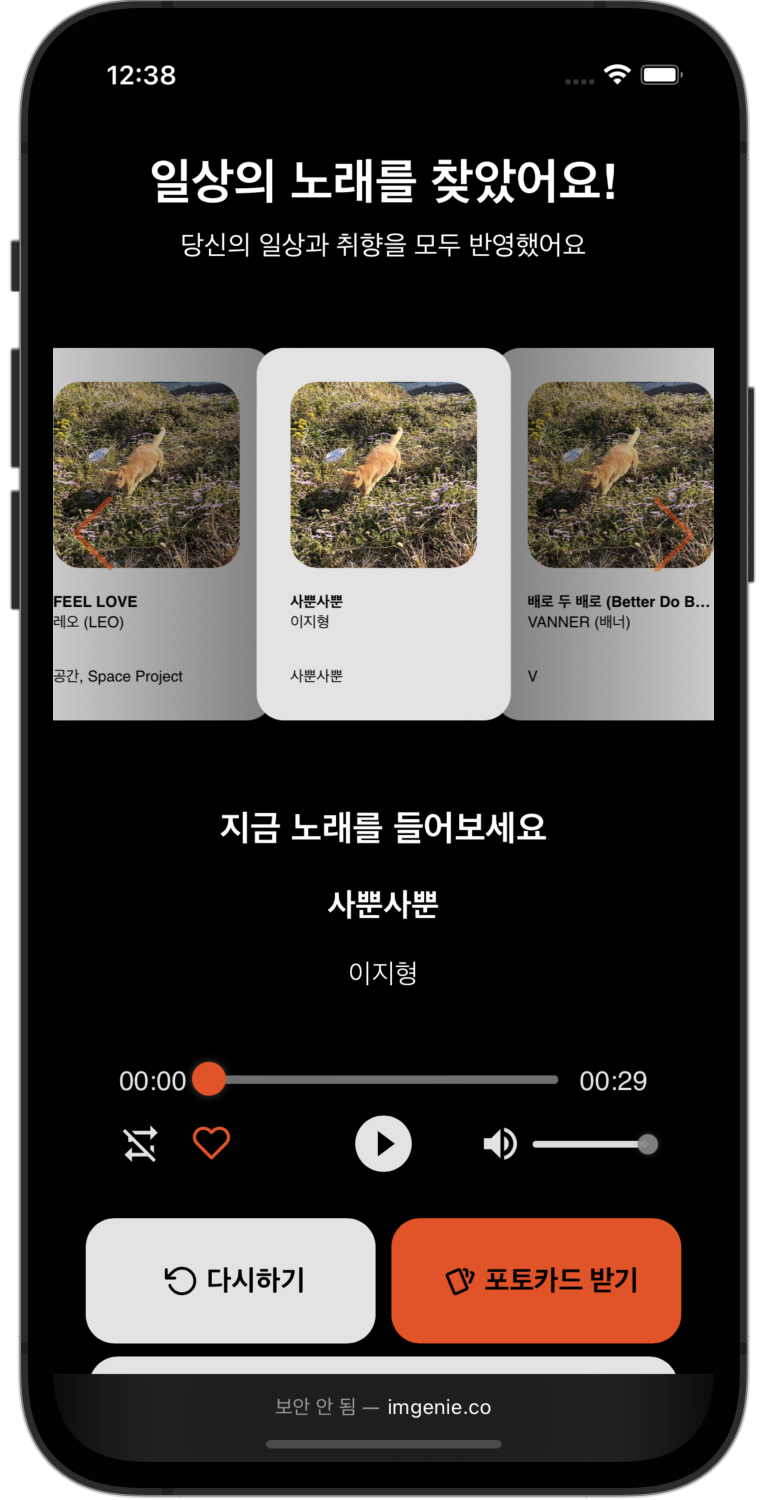 12:38
일상의 노래를 찾았어요!
당신의 일상과 취향을 모두 반영했어요
FEEL LOVE
레오 (LEO)
공간, Space Project
사뿐사뿐
이지형
사뿐사뿐
배로 두 배로 (Better Do B...
VANNER (배너)
V
지금 노래를 들어보세요
사뿐사뿐
이지형
00:00 00:29
다시하기 포토카드 받기
보안 안 됨 — imgenie.co